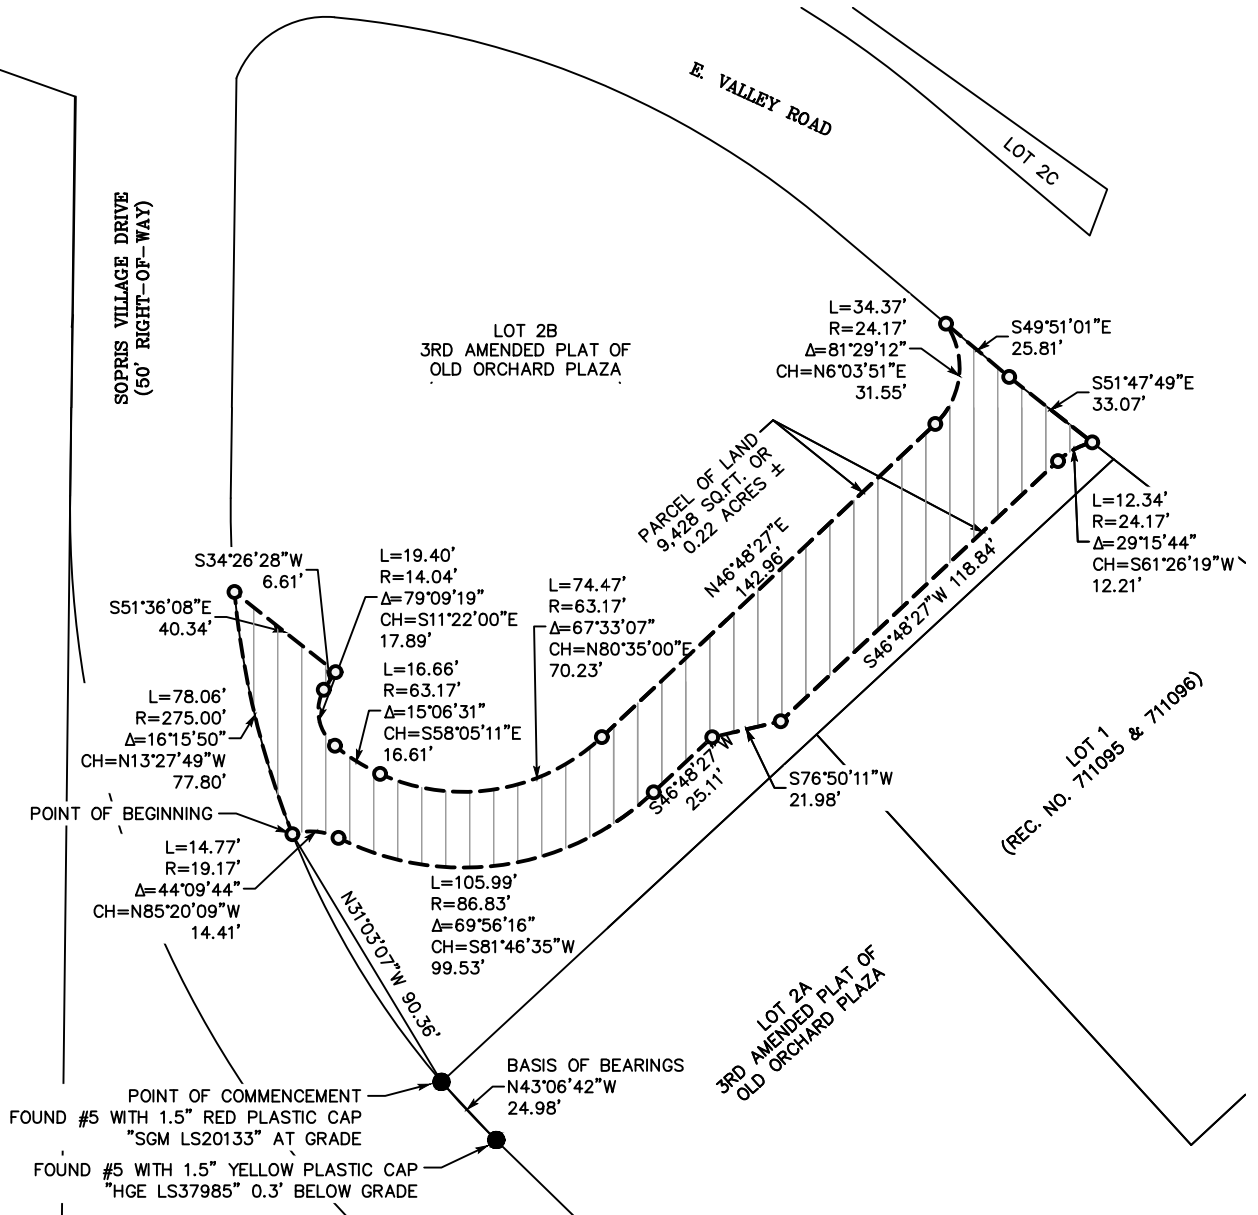 E. VALLEY ROAD
LOT 2C
SOPRIS VILLAGE DRIVE
(50' RIGHT-OF-WAY)
LOT 2B
3RD AMENDED PLAT OF
OLD ORCHARD PLAZA
L=34.37'
R=24.17'
Δ=81°29'12"
CH=N6°03'51"E
31.55'
S49°51'01"E
25.81'
S51°47'49"E
33.07'
PARCEL OF LAND
9,428 SQ.FT. OR
0.22 ACRES ±
L=12.34'
R=24.17'
Δ=29°15'44"
CH=S61°26'19"W
12.21'
N46°48'27"E
142.96'
S46°48'27"W 118.84'
S34°26'28"W
6.61'
S51°36'08"E
40.34'
L=19.40'
R=14.04'
Δ=79°09'19"
CH=S11°22'00"E
17.89'
L=74.47'
R=63.17'
Δ=67°33'07"
CH=N80°35'00"E
70.23'
L=16.66'
R=63.17'
Δ=15°06'31"
CH=S58°05'11"E
16.61'
L=78.06'
R=275.00'
Δ=16°15'50"
CH=N13°27'49"W
77.80'
S46°48'27"W
25.11'
S76°50'11"W
21.98'
LOT 1
(REC. NO. 711095 & 711096)
POINT OF BEGINNING
L=14.77'
R=19.17'
Δ=44°09'44"
CH=N85°20'09"W
14.41'
L=105.99'
R=86.83'
Δ=69°56'16"
CH=S81°46'35"W
99.53'
N31°03'07"W 90.36'
LOT 2A
3RD AMENDED PLAT OF
OLD ORCHARD PLAZA
BASIS OF BEARINGS
N43°06'42"W
24.98'
POINT OF COMMENCEMENT
FOUND #5 WITH 1.5" RED PLASTIC CAP
"SGM LS20133" AT GRADE
FOUND #5 WITH 1.5" YELLOW PLASTIC CAP
"HGE LS37985" 0.3' BELOW GRADE